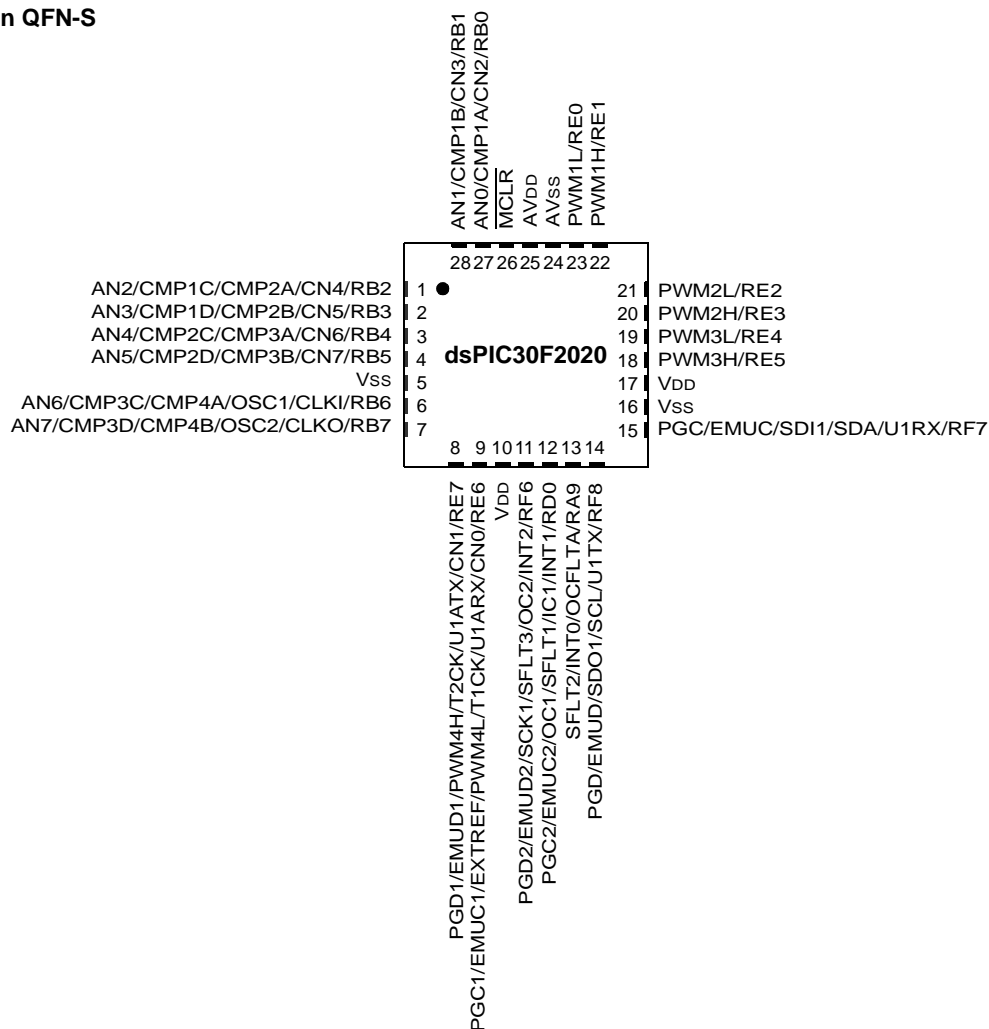 n QFN-S
AN1/CMP1B/CN3/RB1
AN0/CMP1A/CN2/RB0
MCLR
AVDD
AVSS
PWM1L/RE0
PWM1H/RE1
28 27 26 25 24 23 22
AN2/CMP1C/CMP2A/CN4/RB2 1
AN3/CMP1D/CMP2B/CN5/RB3 2
AN4/CMP2C/CMP3A/CN6/RB4 3
AN5/CMP2D/CMP3B/CN7/RB5 4
VSS 5
AN6/CMP3C/CMP4A/OSC1/CLKI/RB6 6
AN7/CMP3D/CMP4B/OSC2/CLKO/RB7 7
dsPIC30F2020
21 PWM2L/RE2
20 PWM2H/RE3
19 PWM3L/RE4
18 PWM3H/RE5
17 VDD
16 VSS
15 PGC/EMUC/SDI1/SDA/U1RX/RF7
8 9 10 11 12 13 14
PGD1/EMUD1/PWM4H/T2CK/U1ATX/CN1/RE7
PGC1/EMUC1/EXTREF/PWM4L/T1CK/U1ARX/CN0/RE6
VDD
PGD2/EMUD2/SCK1/SFLT3/OC2/INT2/RF6
PGC2/EMUC2/OC1/SFLT1/IC1/INT1/RD0
SFLT2/INT0/OCFLTA/RA9
PGD/EMUD/SDO1/SCL/U1TX/RF8